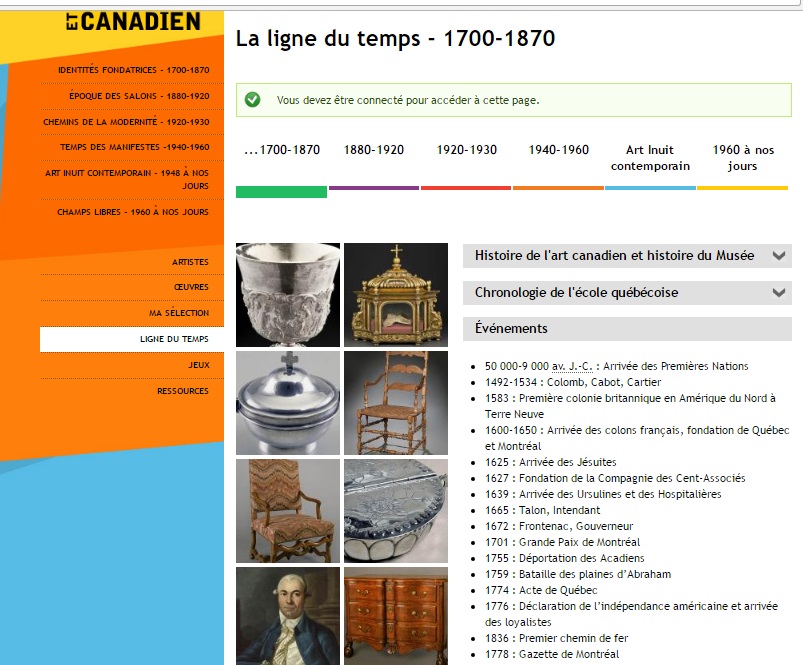 ET CANADIEN
IDENTITÉS FONDATRICES - 1700-1870
ÉPOQUE DES SALONS - 1880-1920
CHEMINS DE LA MODERNITÉ - 1920-1930
TEMPS DES MANIFESTES -1940-1960
ART INUIT CONTEMPORAIN - 1948 À NOS
JOURS
CHAMPS LIBRES - 1960 À NOS JOURS
ARTISTES
ŒUVRES
MA SÉLECTION
LIGNE DU TEMPS
JEUX
RESSOURCES
La ligne du temps - 1700-1870
Vous devez être connecté pour accéder à cette page.
...1700-1870
1880-1920
1920-1930
1940-1960
Art Inuit
contemporain
1960 à nos
jours
Histoire de l'art canadien et histoire du Musée
Chronologie de l'école québécoise
Événements
50 000-9 000 av. J.-C. : Arrivée des Premières Nations
1492-1534 : Colomb, Cabot, Cartier
1583 : Première colonie britannique en Amérique du Nord à
Terre Neuve
1600-1650 : Arrivée des colons français, fondation de Québec
et Montréal
1625 : Arrivée des Jésuites
1627 : Fondation de la Compagnie des Cent-Associés
1639 : Arrivée des Ursulines et des Hospitalières
1665 : Talon, Intendant
1672 : Frontenac, Gouverneur
1701 : Grande Paix de Montréal
1755 : Déportation des Acadiens
1759 : Bataille des plaines d’Abraham
1774 : Acte de Québec
1776 : Déclaration de l’indépendance américaine et arrivée
des loyalistes
1836 : Premier chemin de fer
1778 : Gazette de Montréal